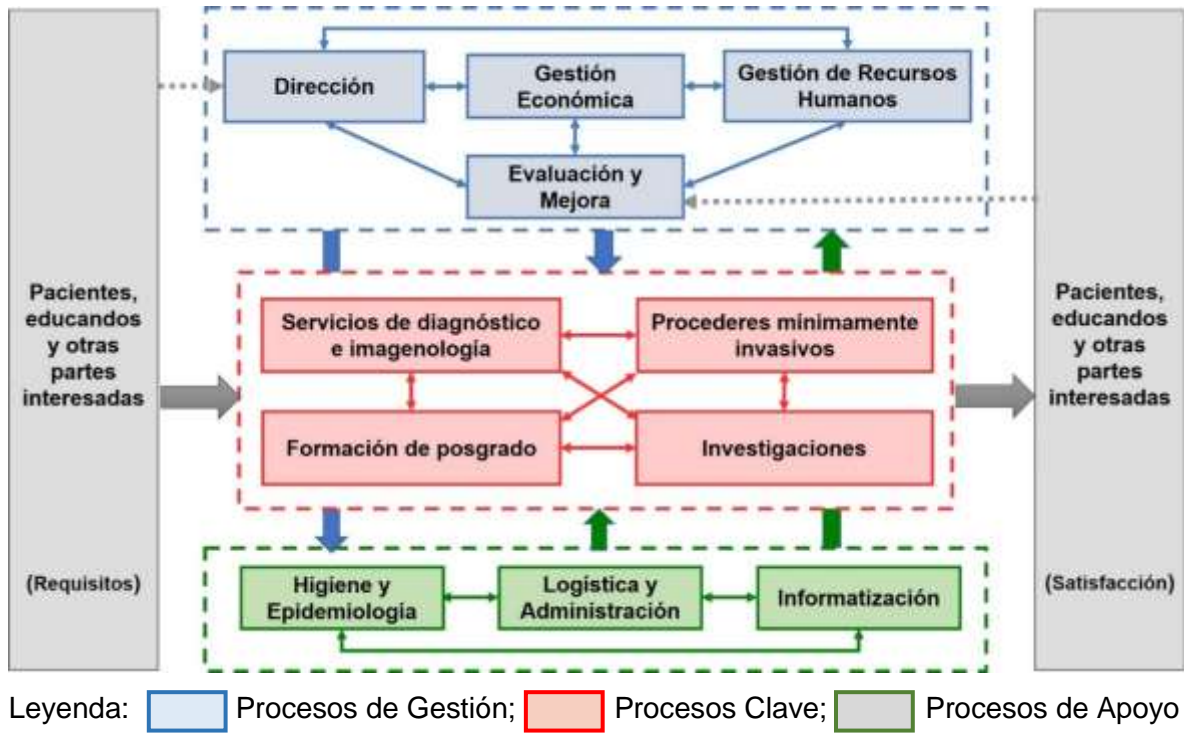 Pacientes,
educandos
y otras
partes
interesadas
(Requisitos)
Dirección
Gestión
Económica
Gestión de Recursos
Humanos
Evaluación y
Mejora
Servicios de diagnóstico
e imagenología
Procederes mínimamente
invasivos
Formación de posgrado
Investigaciones
Higiene y
Epidemiología
Logística y
Administración
Informatización
Pacientes,
educandos
y otras
partes
interesadas
(Satisfacción)
Leyenda: Procesos de Gestión; Procesos Clave; Procesos de Apoyo